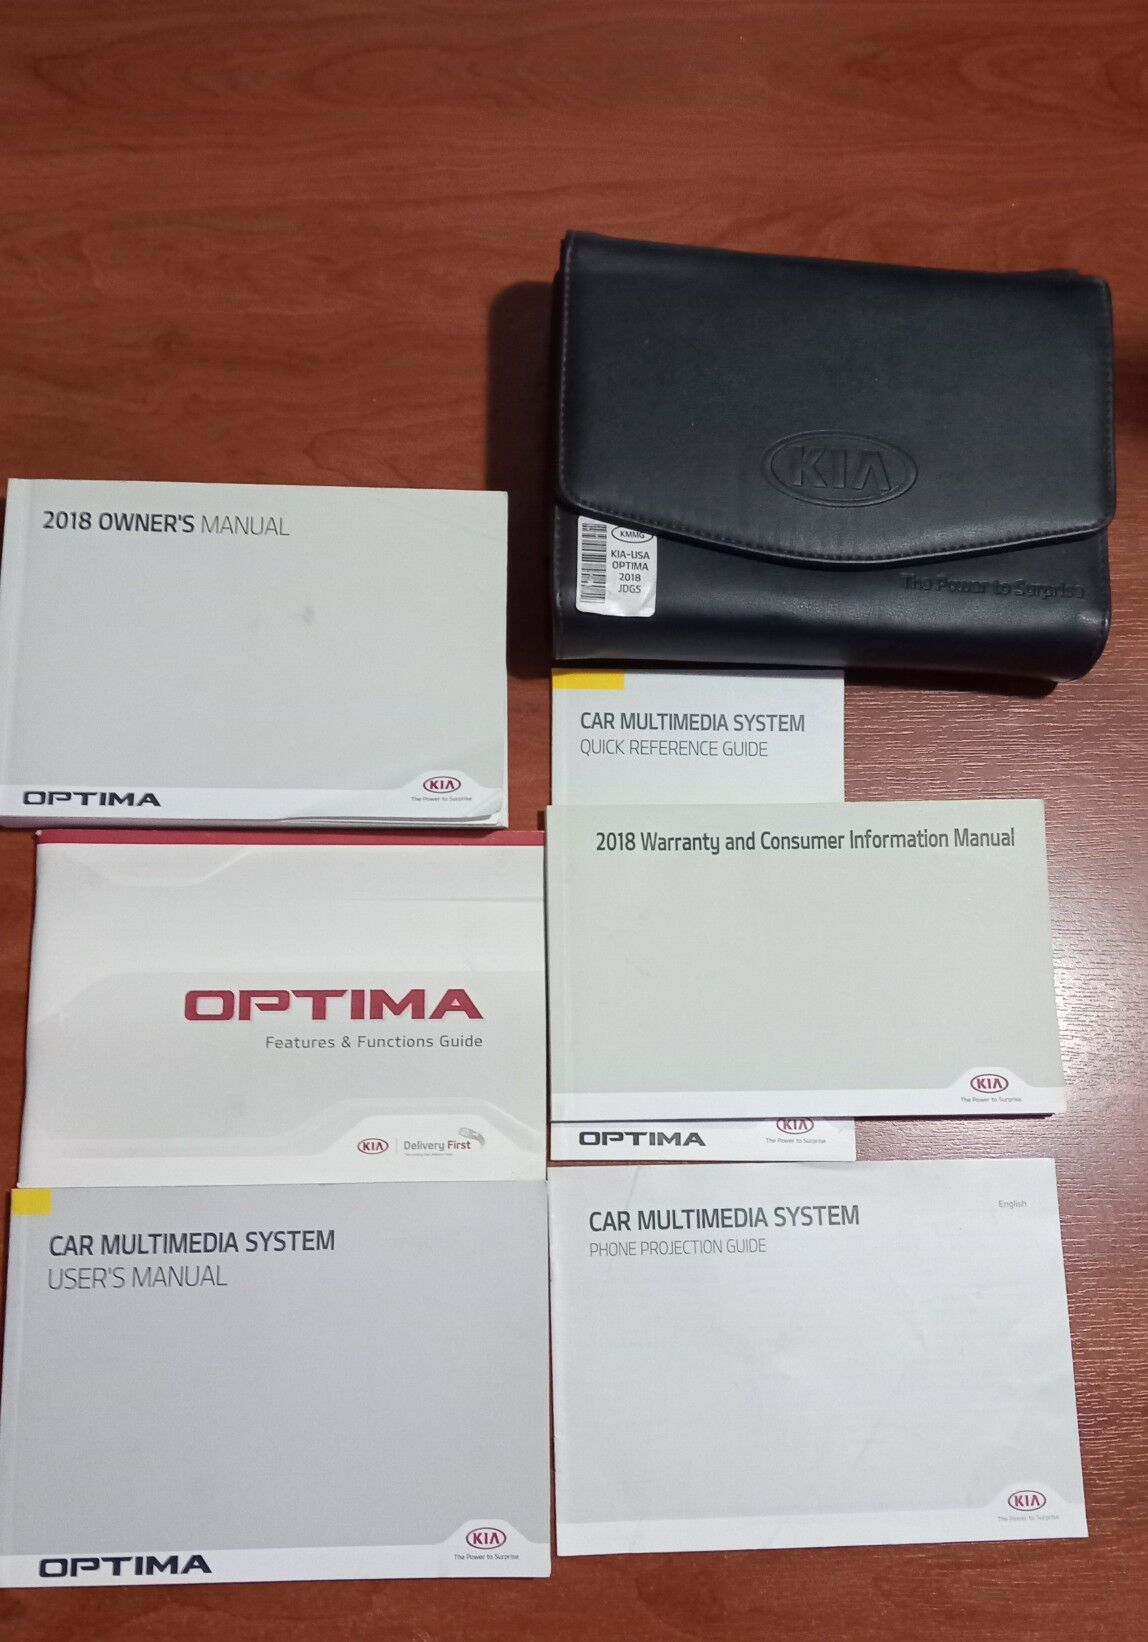 KIA
The Power to Surprise
KMMG
KIA-USA
OPTIMA
2018
JDG5
2018 OWNER'S MANUAL
OPTIMA
KIA
The Power to Surprise
CAR MULTIMEDIA SYSTEM
QUICK REFERENCE GUIDE
2018 Warranty and Consumer Information Manual
KIA
The Power to Surprise
OPTIMA
KIA
The Power to Surprise
OPTIMA
Features & Functions Guide
KIA
Delivery First
CAR MULTIMEDIA SYSTEM
USER'S MANUAL
OPTIMA
KIA
The Power to Surprise
English
CAR MULTIMEDIA SYSTEM
PHONE PROJECTION GUIDE
KIA
The Power to Surprise